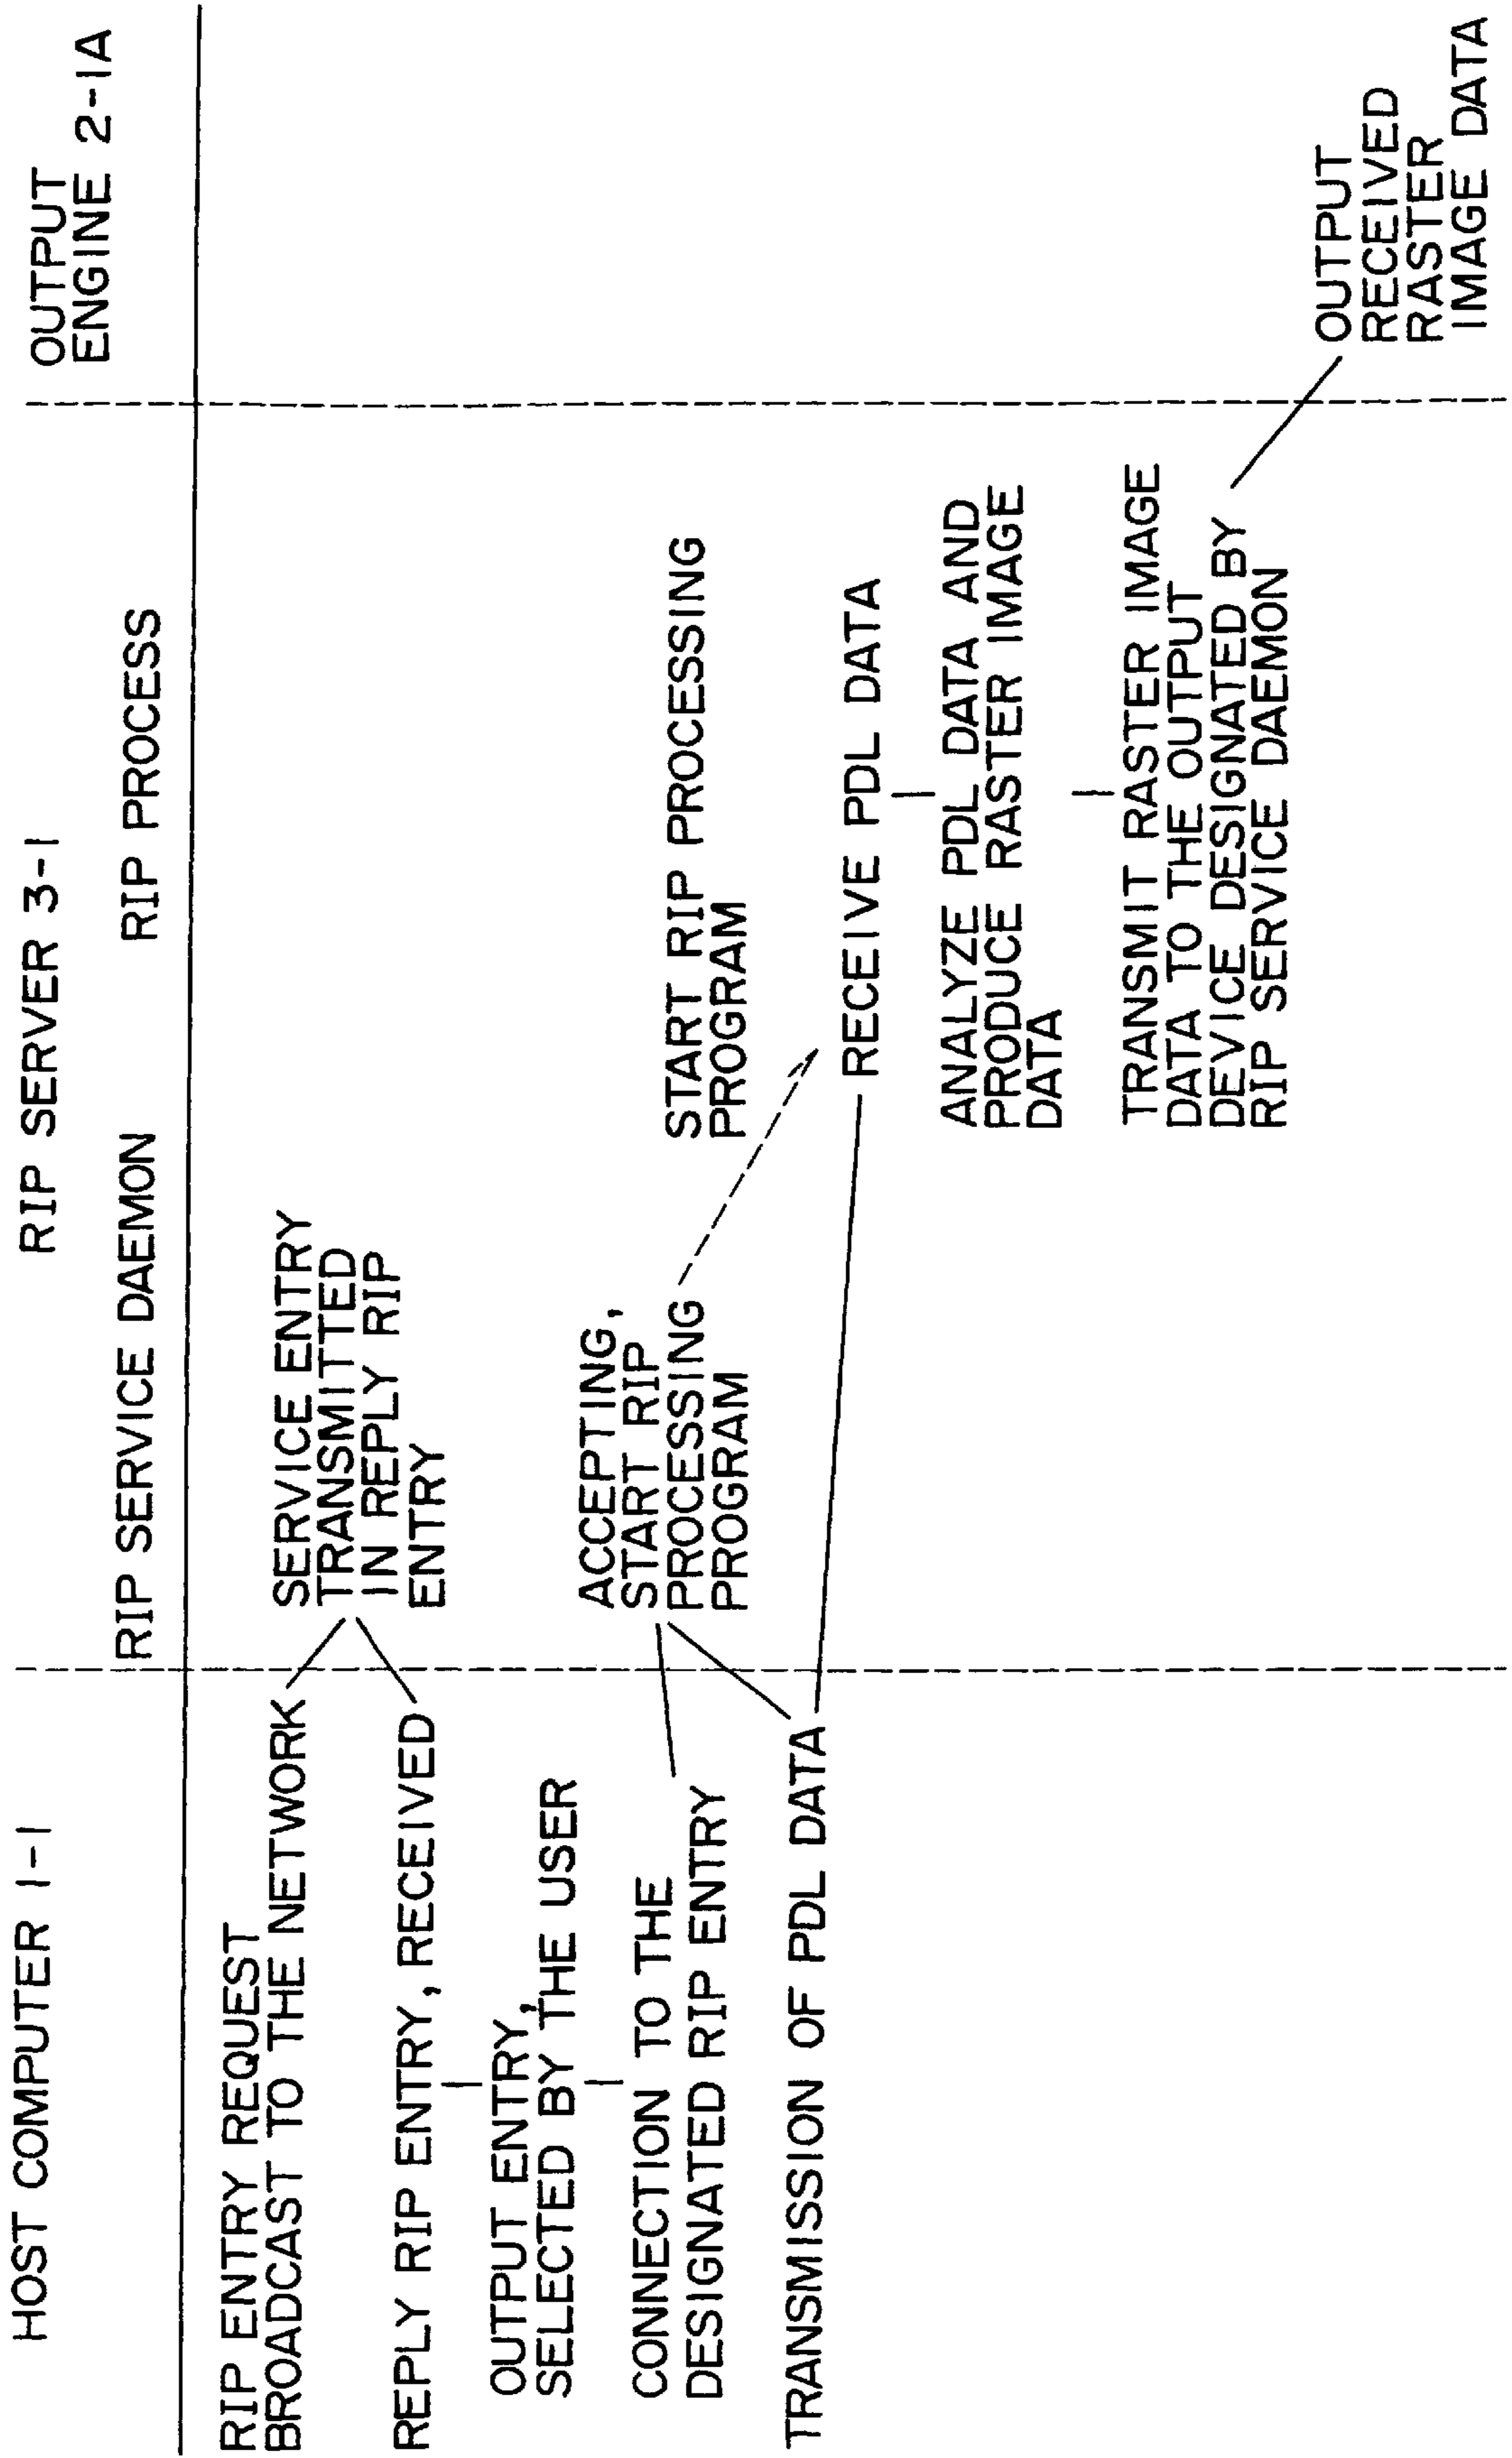 HOST COMPUTER 1-1
RIP SERVER 3-1
OUTPUT
ENGINE 2-1A
RIP SERVICE DAEMON
RIP PROCESS
RIP ENTRY REQUEST
BROADCAST TO THE NETWORK
SERVICE ENTRY
TRANSMITTED
IN REPLY RIP
ENTRY
REPLY RIP ENTRY, RECEIVED
OUTPUT ENTRY,
SELECTED BY THE USER
CONNECTION TO THE
DESIGNATED RIP ENTRY
ACCEPTING,
START RIP
PROCESSING
PROGRAM
START RIP PROCESSING
PROGRAM
TRANSMISSION OF PDL DATA
RECEIVE PDL DATA
ANALYZE PDL DATA AND
PRODUCE RASTER IMAGE
DATA
TRANSMIT RASTER IMAGE
DATA TO THE OUTPUT
DEVICE DESIGNATED BY
RIP SERVICE DAEMON
OUTPUT
RECEIVED
RASTER
IMAGE DATA